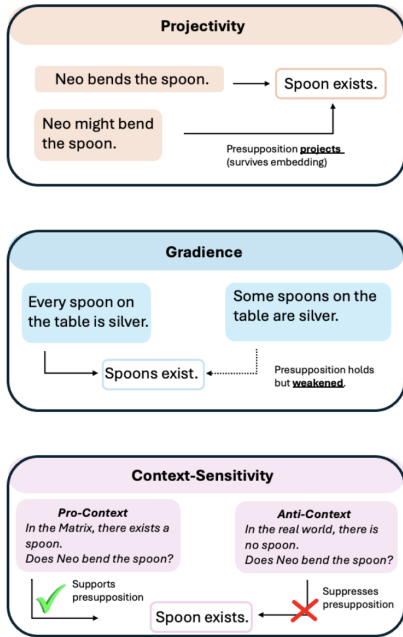 Projectivity
Neo bends the spoon.
Spoon exists.
Neo might bend
the spoon.
Presupposition projects
(survives embedding)
Gradience
Every spoon on
the table is silver.
Some spoons on the
table are silver.
Spoons exist.
Presupposition holds
but weakened.
Context-Sensitivity
Pro-Context
In the Matrix, there exists a
spoon.
Does Neo bend the spoon?
Anti-Context
In the real world, there is
no spoon.
Does Neo bend the spoon?
Supports
presupposition
Suppresses
presupposition
Spoon exists.